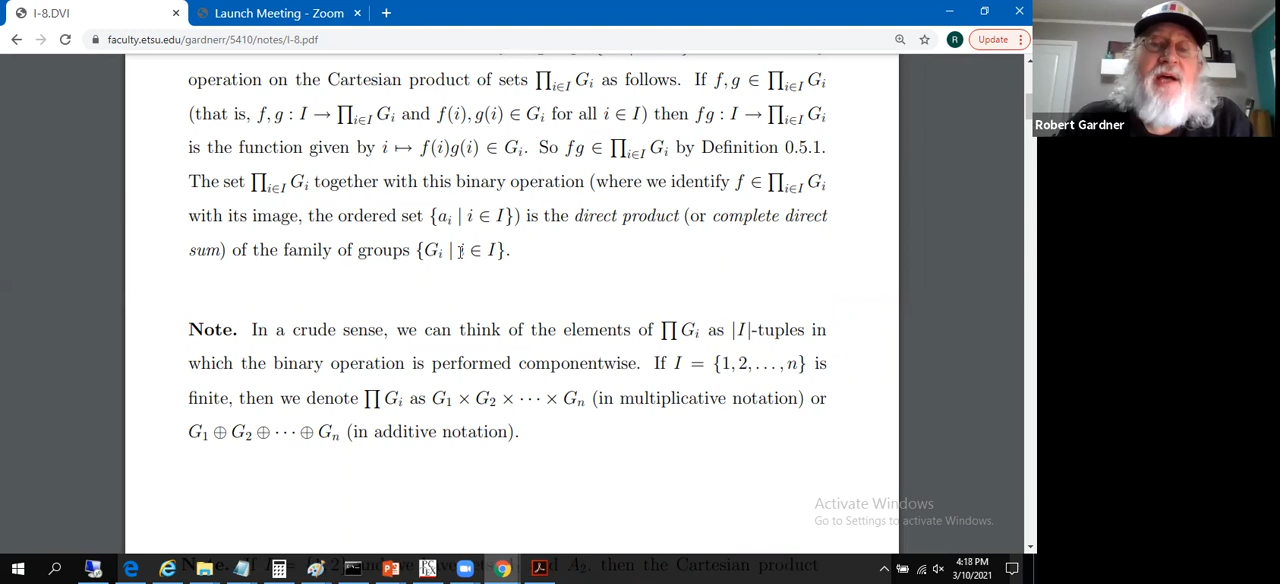 I-8.DVI
Launch Meeting - Zoom
faculty.etsu.edu/gardnerr/5410/notes/I-8.pdf
R
Update
operation on the Cartesian product of sets ∏i∈I Gi as follows. If f, g ∈ ∏i∈I Gi
(that is, f, g : I → ∏i∈I Gi and f(i), g(i) ∈ Gi for all i ∈ I) then fg : I → ∏i∈I Gi
is the function given by i ↦ f(i)g(i) ∈ Gi. So fg ∈ ∏i∈I Gi by Definition 0.5.1.
The set ∏i∈I Gi together with this binary operation (where we identify f ∈ ∏i∈I Gi
with its image, the ordered set {ai | i ∈ I}) is the direct product (or complete direct
sum) of the family of groups {Gi | i ∈ I}.
Note. In a crude sense, we can think of the elements of ∏ Gi as |I|-tuples in
which the binary operation is performed componentwise. If I = {1, 2, . . . , n} is
finite, then we denote ∏ Gi as G1 × G2 × · · · × Gn (in multiplicative notation) or
G1 ⊕ G2 ⊕ · · · ⊕ Gn (in additive notation).
Robert Gardner
Activate Windows
Go to Settings to activate Windows.
then the Cartesian product
4:18 PM
3/10/2021